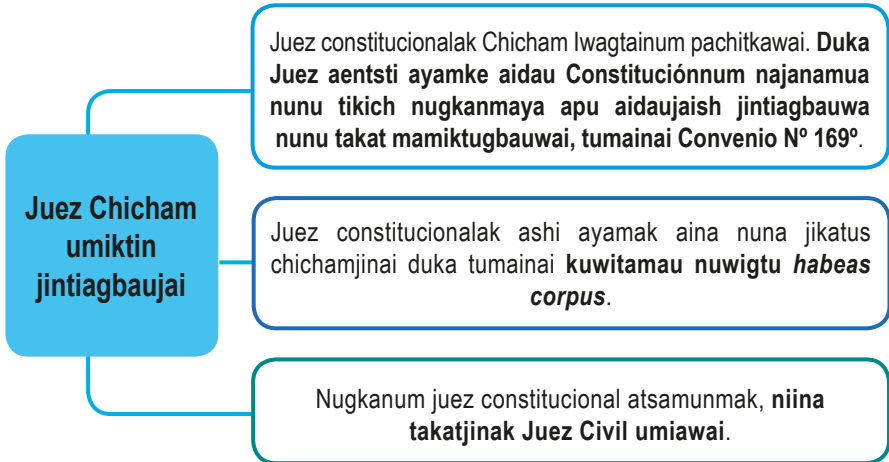 Juez Chicham
umiktin
jintiagbaujai
Juez constitucionalak Chicham Iwagtainum pachitkawai. Duka
Juez aentsti ayamke aidau Constituciónnum najanamua
nunu tikich nugkanmaya apu aidaujaish jintiagbauwa
nunu takat mamiktugbauwai, tumainai Convenio Nº 169º.
Juez constitucionalak ashi ayamak aina nuna jikatus
chichamjinai duka tumainai kuwitamau nuwigtu habeas
corpus.
Nugkanum juez constitucional atsamunmak, niina
takatjinak Juez Civil umiawai.